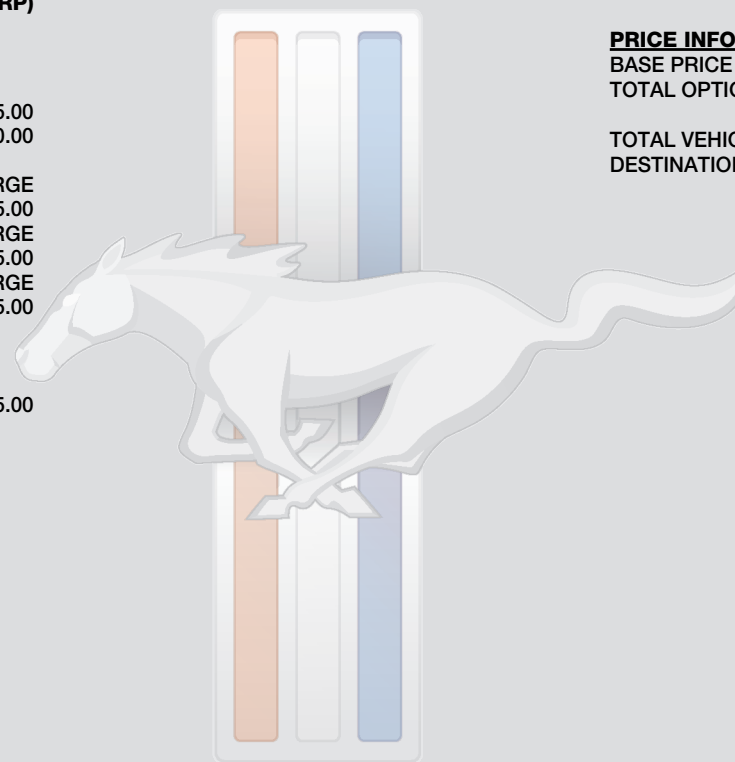 RP)
5.00
0.00
RGE
5.00
RGE
5.00
RGE
5.00
5.00
PRICE INFO
BASE PRICE
TOTAL OPTIO
TOTAL VEHIC
DESTINATION